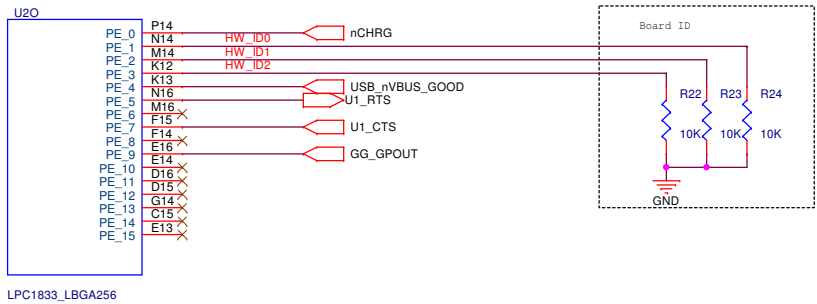 U2O
PE_0 P14 nCHRG
PE_1 N14 HW_ID0
PE_2 M14 HW_ID1
PE_3 K12 HW_ID2
PE_4 K13 USB_nVBUS_GOOD
PE_5 N16 U1_RTS
PE_6 M16
PE_7 F15 U1_CTS
PE_8 F14
PE_9 E16 GG_GPOUT
PE_10 E14
PE_11 D16
PE_12 D15
PE_13 G14
PE_14 C15
PE_15 E13
LPC1833_LBGA256
Board ID
R22 R23 R24
10K 10K 10K
GND